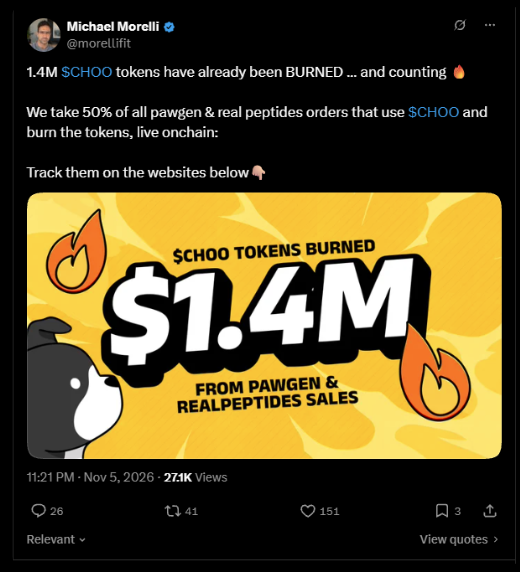 Michael Morelli
@morellifit
1.4M $CHOO tokens have already been BURNED ... and counting 🔥
We take 50% of all pawgen & real peptides orders that use $CHOO and
burn the tokens, live onchain:
Track them on the websites below👇🏼
$CHOO TOKENS BURNED
$1.4M
FROM PAWGEN &
REALPEPTIDES SALES
11:21 PM · Nov 5, 2026 · 27.1K Views
26 41 151 3
Relevant
View quotes